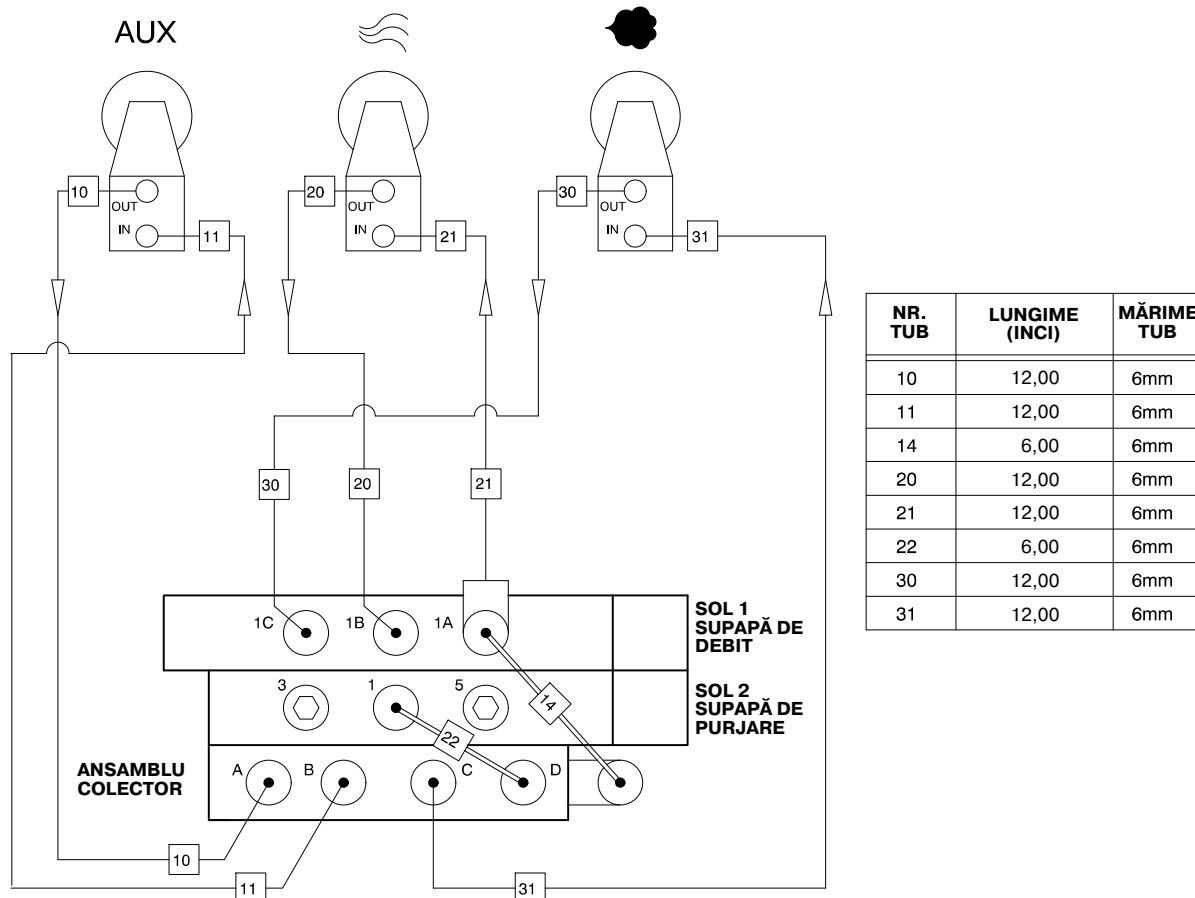 AUX
10
OUT
IN
11
20
OUT
IN
21
30
OUT
IN
31
30
20
21
1C
1B
1A
SOL 1
SUPAPĂ DE
DEBIT
3
1
5
14
22
SOL 2
SUPAPĂ DE
PURJARE
ANSAMBLU
COLECTOR
A
B
C
D
10
11
31
NR. TUB LUNGIME (INCI) MĂRIME TUB
10 12,00 6mm
11 12,00 6mm
14 6,00 6mm
20 12,00 6mm
21 12,00 6mm
22 6,00 6mm
30 12,00 6mm
31 12,00 6mm